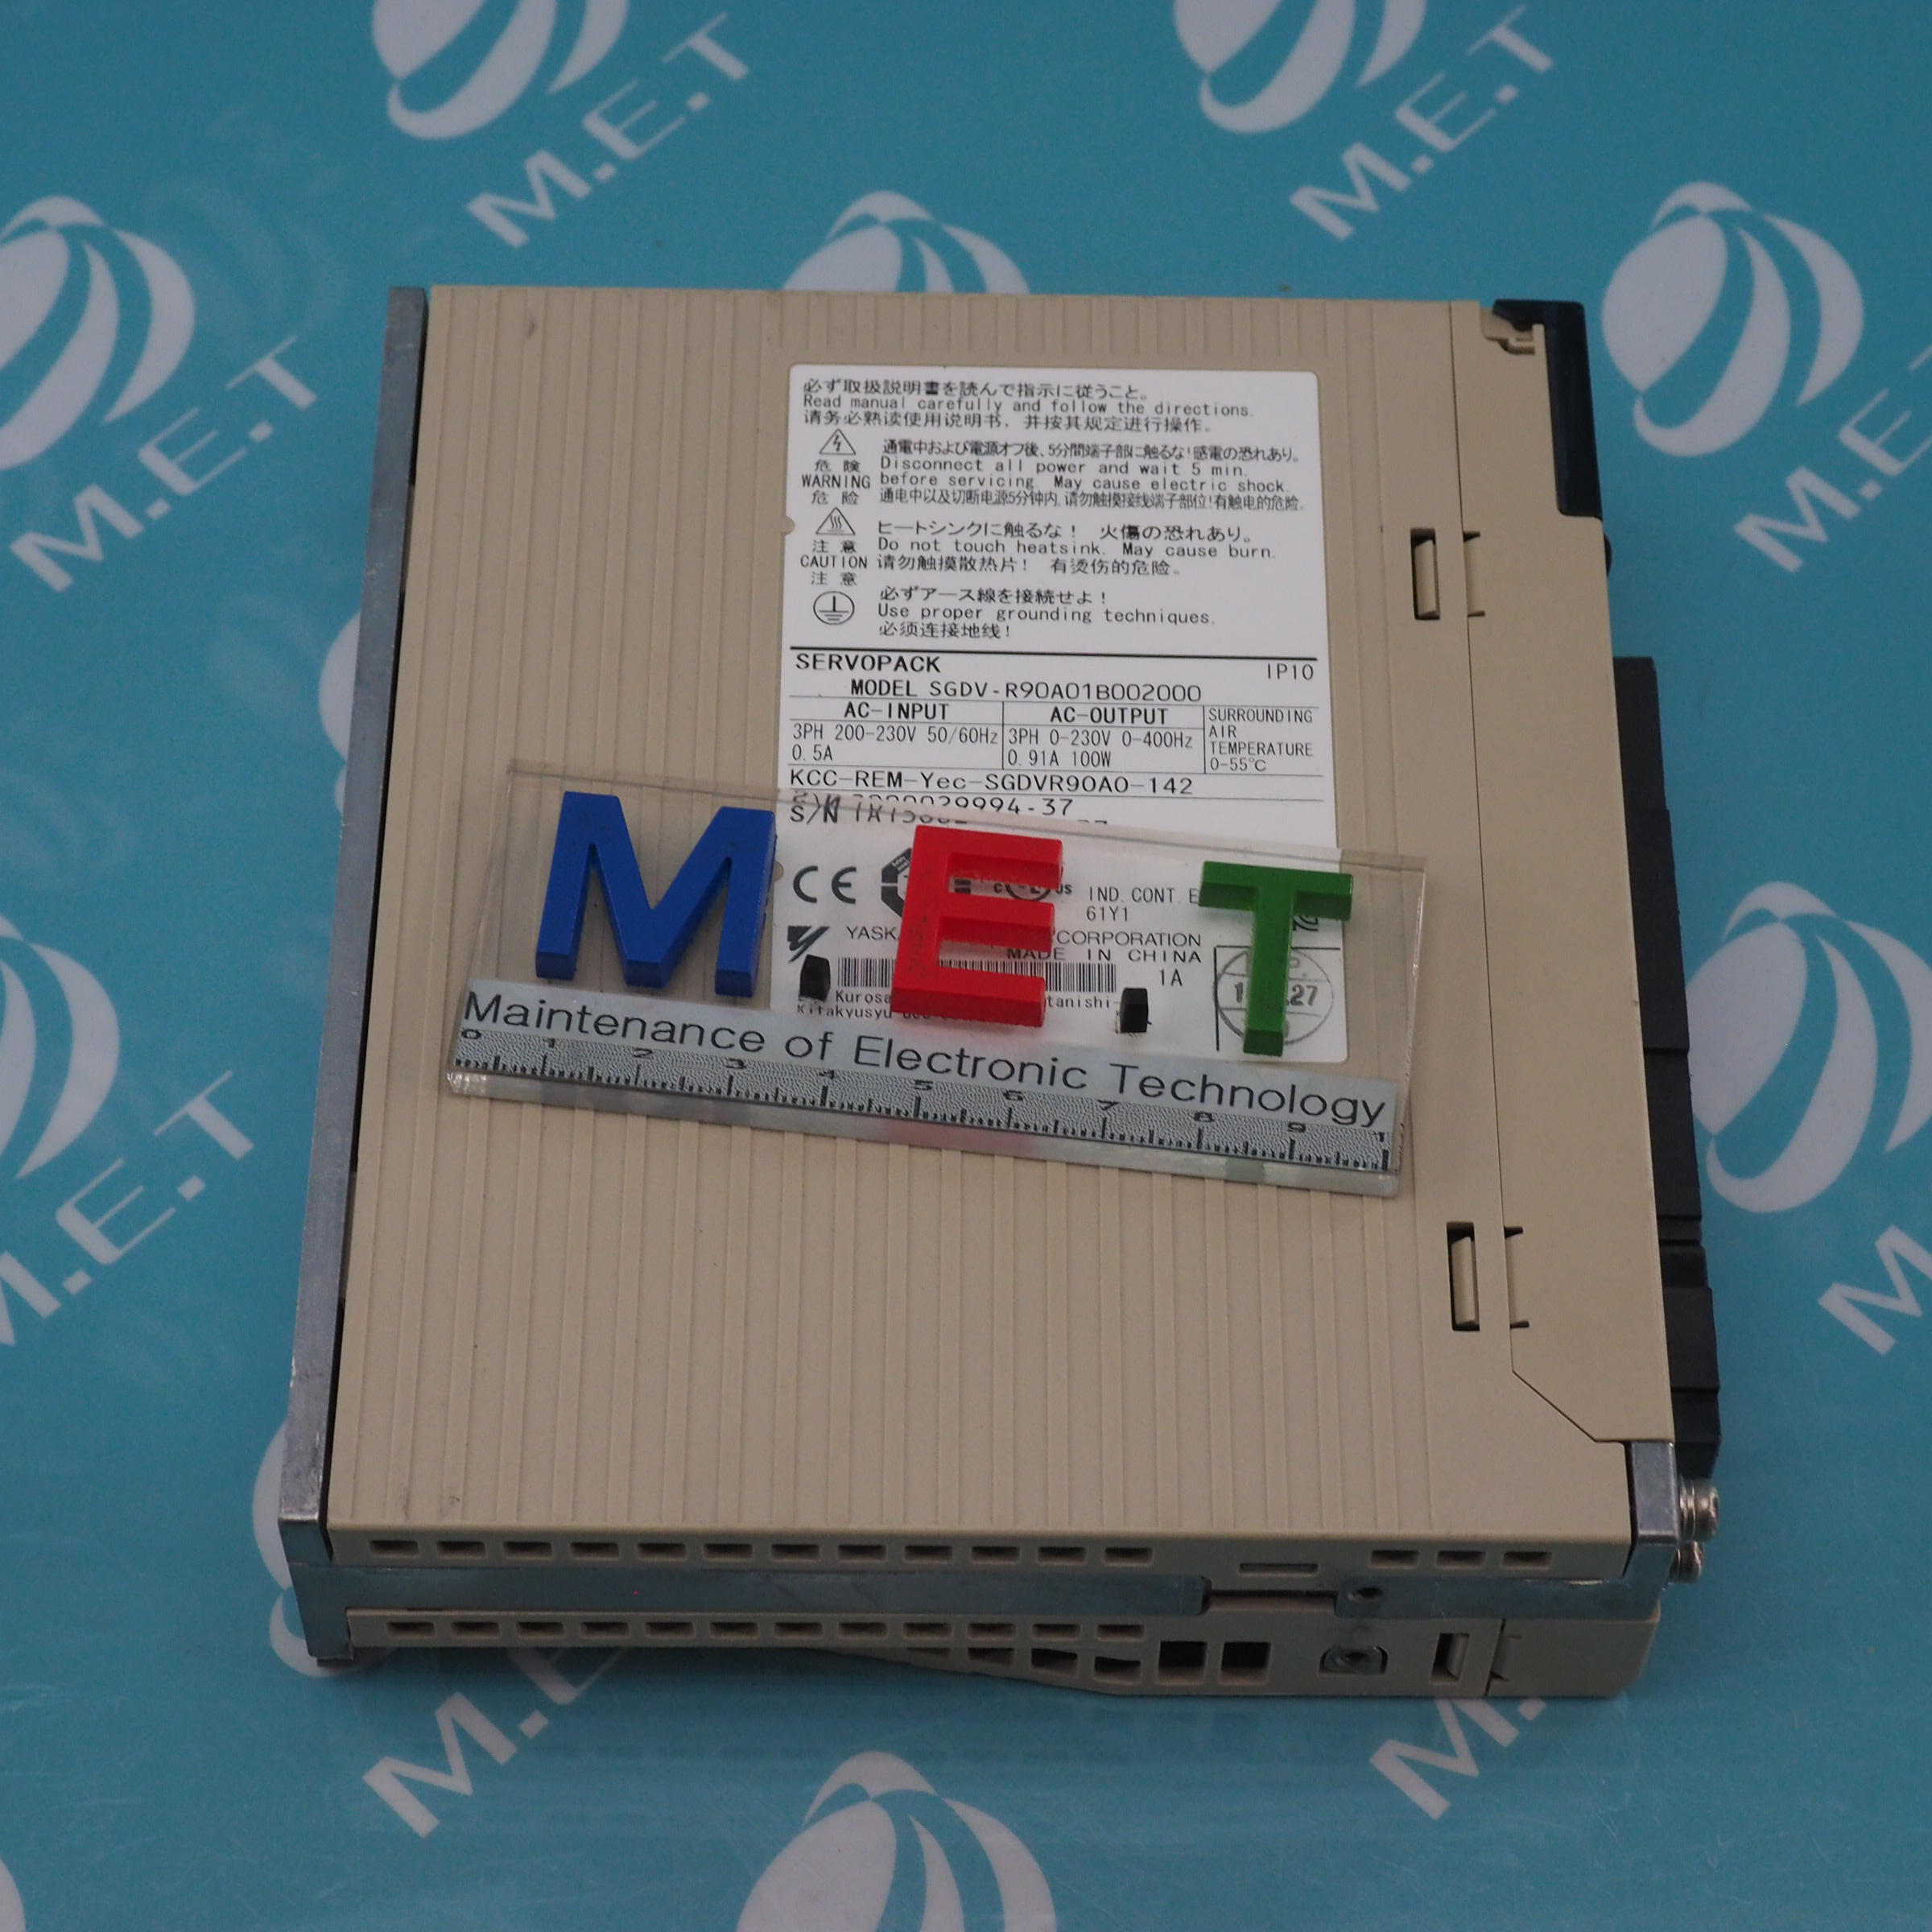 M.E.T
M.E.T
M.E.T
M.E.T
必ず取扱説明書を読んで指示に従うこと。
Read manual carefully and follow the directions.
请务必熟读使用说明书，并按其规定进行操作。
通電中および電源オフ後、5分間端子部に触るな!感電の恐れあり。
危 険 Disconnect all power and wait 5 min.
WARNING before servicing. May cause electric shock.
危 险 通电中以及切断电源5分钟内,请勿触摸接线端子部位!有触电的危险。
ヒートシンクに触るな! 火傷の恐れあり。
注 意 Do not touch heatsink. May cause burn.
CAUTION 请勿触摸散热片! 有烫伤的危险。
注 意
必ずアース線を接続せよ!
Use proper grounding techniques.
必须连接地线!
SERVOPACK IP10
MODEL SGDV-R90A01B002000
AC-INPUT AC-OUTPUT SURROUNDING
3PH 200-230V 50/60Hz 3PH 0-230V 0-400Hz AIR
0.5A 0.91A 100W TEMPERATURE
0-55℃
KCC-REM-Yec-SGDVR90A0-142
S/N
CE US IND. CONT. E
61Y1
CORPORATION
MADE IN CHINA
1A
M.E.T
Maintenance of Electronic Technology
0 1 2 3 4 5 6 7 8 9 1
M.E.T